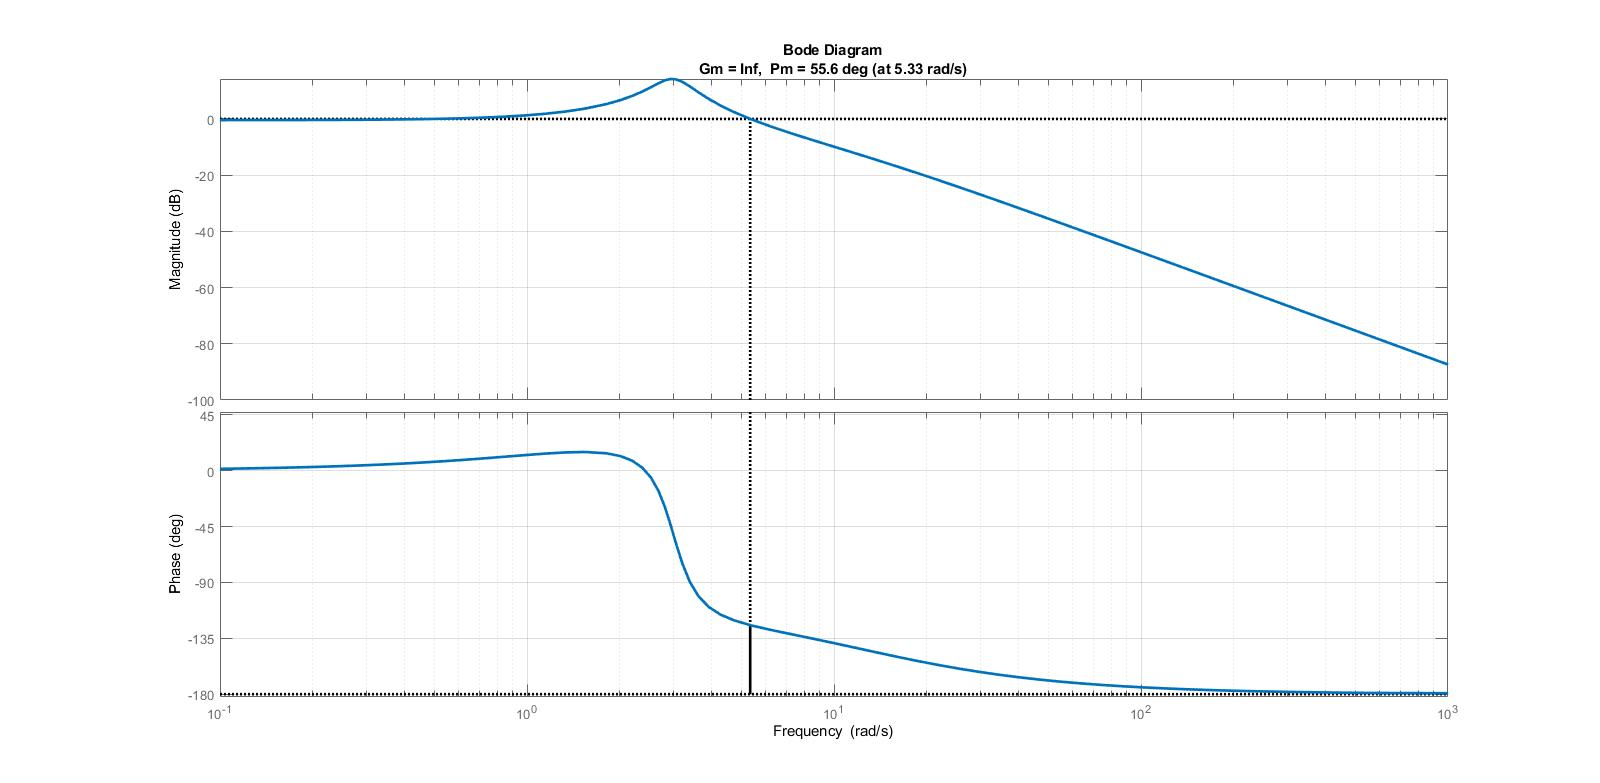 Bode Diagram
Gm = Inf,  Pm = 55.6 deg (at 5.33 rad/s)
Magnitude (dB)
0
-20
-40
-60
-80
-100
Phase (deg)
45
0
-45
-90
-135
-180
10^-1 10^0 10^1 10^2 10^3
Frequency  (rad/s)